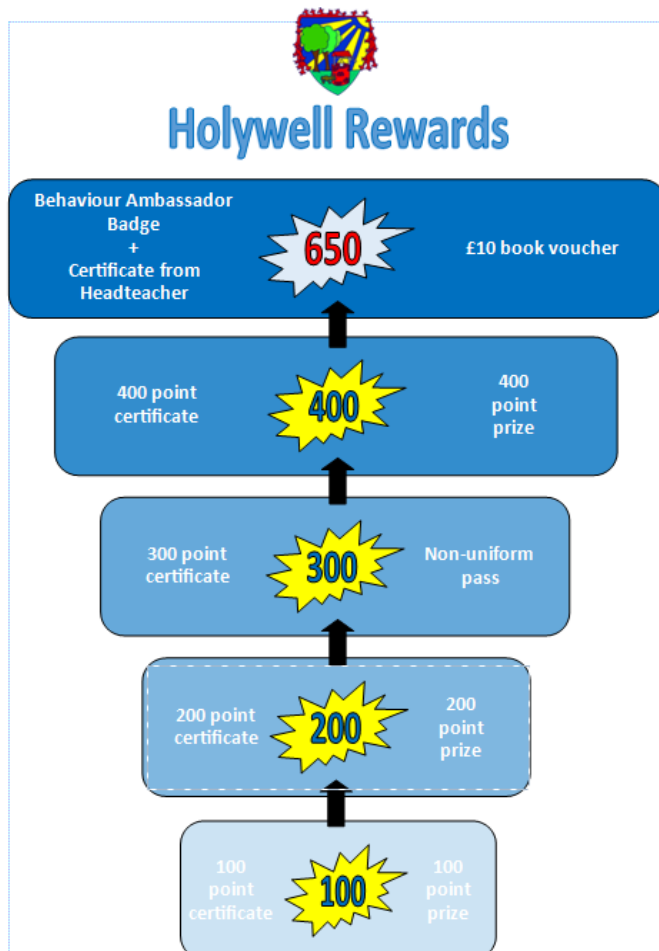 Holywell Rewards
Behaviour Ambassador
Badge
+
Certificate from
Headteacher
650
£10 book voucher
400 point
certificate
400
400
point
prize
300 point
certificate
300
Non-uniform
pass
200 point
certificate
200
200
point
prize
100
point
certificate
100
100
point
prize